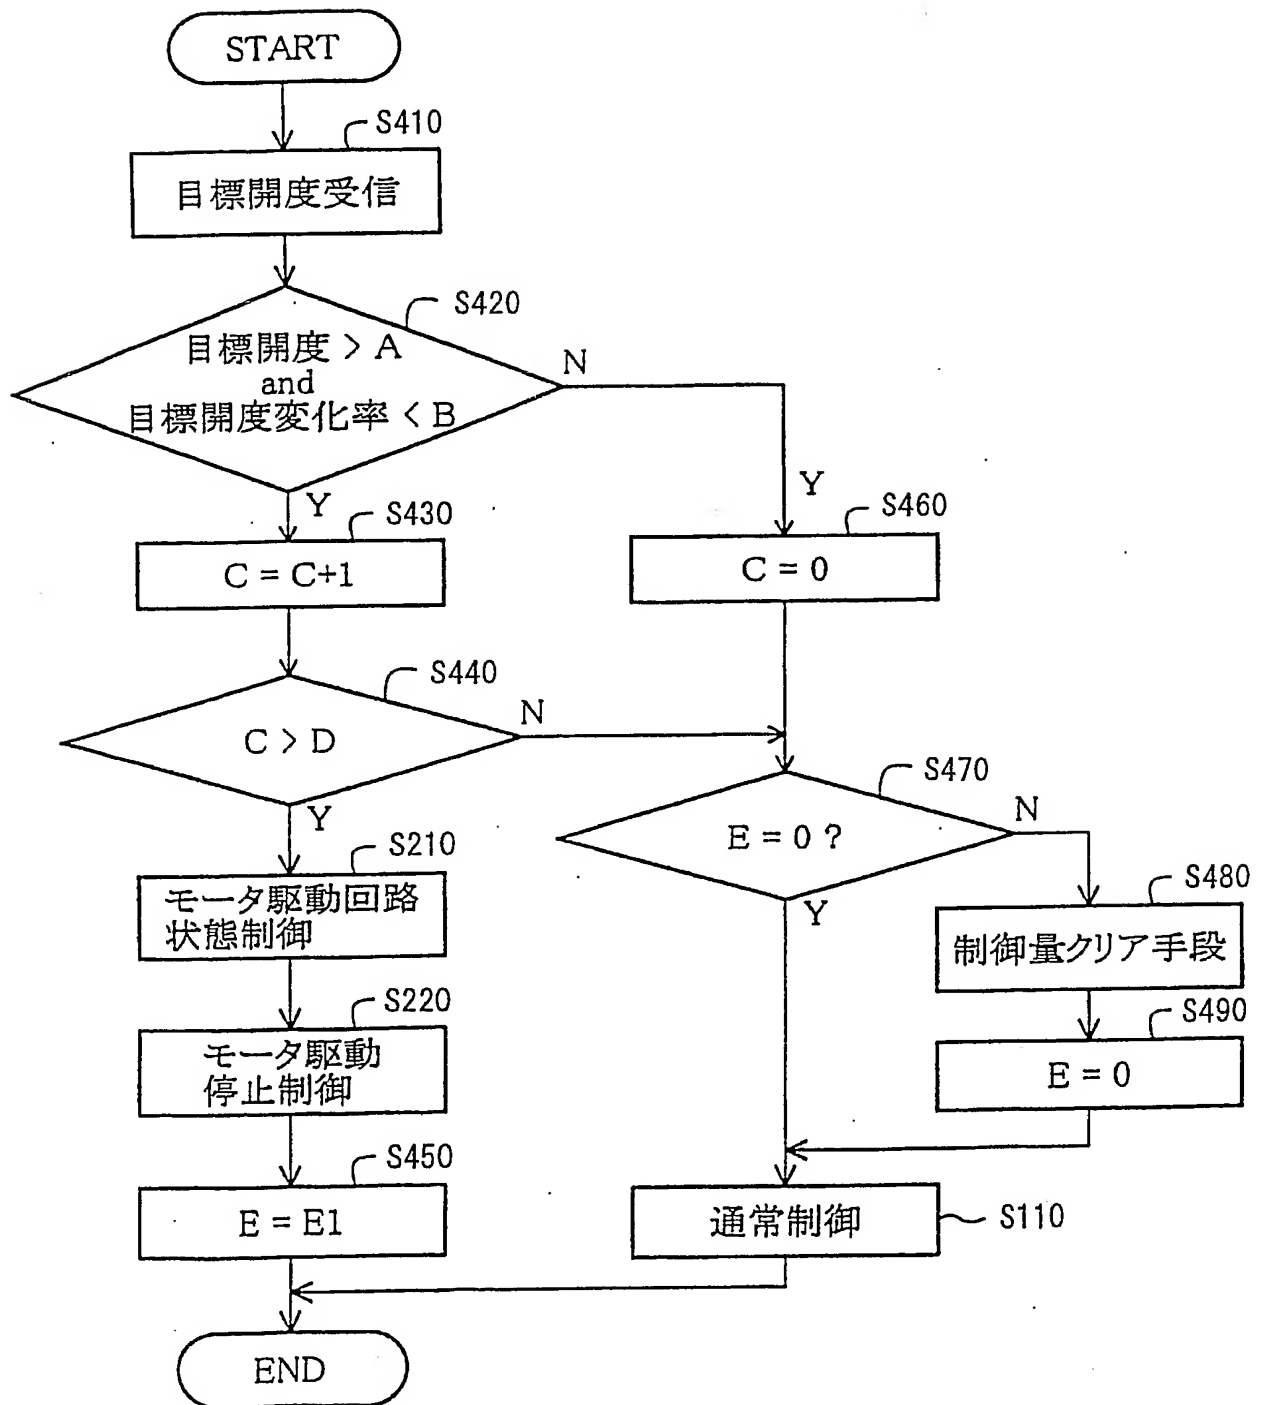 START
S410
目標開度受信
S420
目標開度 > A
and
目標開度変化率 < B
N
Y
Y
S430
C = C+1
S460
C = 0
S440
C > D
N
Y
S470
E = 0 ?
N
Y
S210
モータ駆動回路
状態制御
S480
制御量クリア手段
S220
モータ駆動
停止制御
S490
E = 0
S450
E = E1
通常制御
S110
END